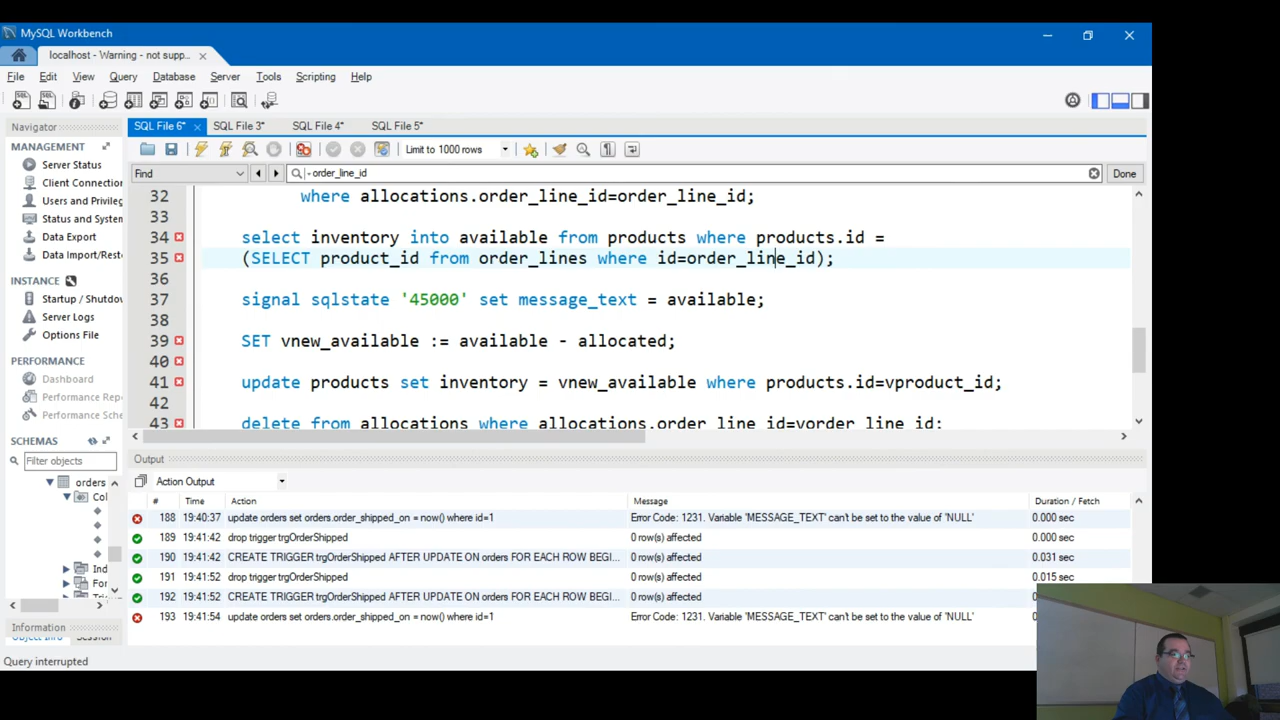 MySQL Workbench
localhost - Warning - not supp..
File Edit View Query Database Server Tools Scripting Help
Navigator
SQL File 6* SQL File 3* SQL File 4* SQL File 5*
MANAGEMENT
Server Status
Client Connection
Users and Privileg
Status and System
Data Export
Data Import/Resto
INSTANCE
Startup / Shutdow
Server Logs
Options File
PERFORMANCE
Dashboard
Performance Repo
Performance Sche
SCHEMAS
Filter objects
orders
Col
Ind
For
Information
Object Info Session
Query interrupted
Limit to 1000 rows
Find
order_line_id
Done
32 where allocations.order_line_id=order_line_id;
33
34 select inventory into available from products where products.id =
35 (SELECT product_id from order_lines where id=order_line_id);
36
37 signal sqlstate '45000' set message_text = available;
38
39 SET vnew_available := available - allocated;
40
41 update products set inventory = vnew_available where products.id=vproduct_id;
42
43 delete from allocations where allocations.order_line_id=vorder_line_id;
Output
Action Output
# Time Action Message Duration / Fetch
188 19:40:37 update orders set orders.order_shipped_on = now() where id=1 Error Code: 1231. Variable 'MESSAGE_TEXT' can't be set to the value of 'NULL' 0.000 sec
189 19:41:42 drop trigger trgOrderShipped 0 row(s) affected 0.000 sec
190 19:41:42 CREATE TRIGGER trgOrderShipped AFTER UPDATE ON orders FOR EACH ROW BEGI... 0 row(s) affected 0.031 sec
191 19:41:52 drop trigger trgOrderShipped 0 row(s) affected 0.015 sec
192 19:41:52 CREATE TRIGGER trgOrderShipped AFTER UPDATE ON orders FOR EACH ROW BEGI... 0 row(s) affected
193 19:41:54 update orders set orders.order_shipped_on = now() where id=1 Error Code: 1231. Variable 'MESSAGE_TEXT' can't be set to the value of 'NULL'